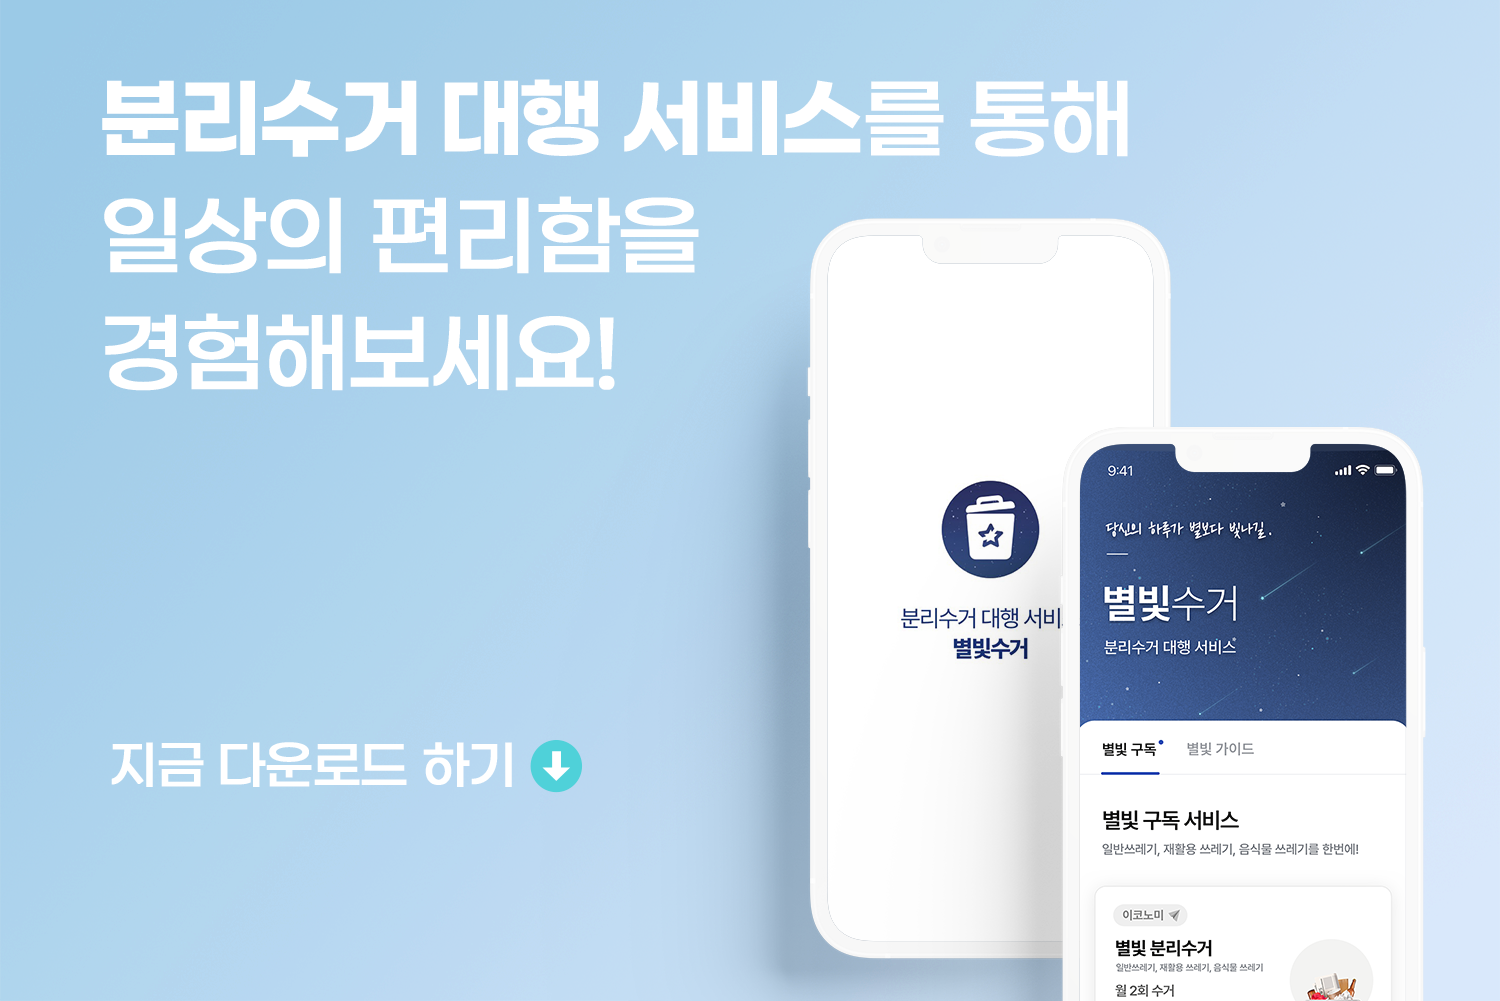 분리수거 대행 서비스를 통해
일상의 편리함을
경험해보세요!
지금 다운로드 하기
분리수거 대행 서비
별빛수거
9:41
당신의 하루가 별보다 빛나길.
별빛수거
분리수거 대행 서비스
별빛 구독 별빛 가이드
별빛 구독 서비스
일반쓰레기, 재활용 쓰레기, 음식물 쓰레기를 한번에!
이코노미
별빛 분리수거
일반쓰레기, 재활용 쓰레기, 음식물 쓰레기
월 2회 수거